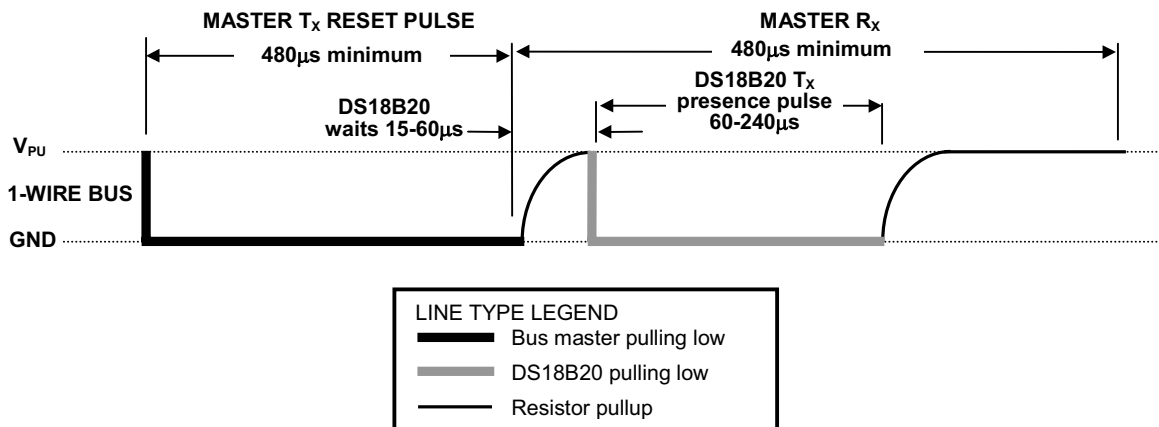 MASTER TX RESET PULSE
480μs minimum
MASTER RX
480μs minimum
DS18B20 TX
presence pulse
60-240μs
DS18B20
waits 15-60μs
VPU
1-WIRE BUS
GND
LINE TYPE LEGEND
Bus master pulling low
DS18B20 pulling low
Resistor pullup